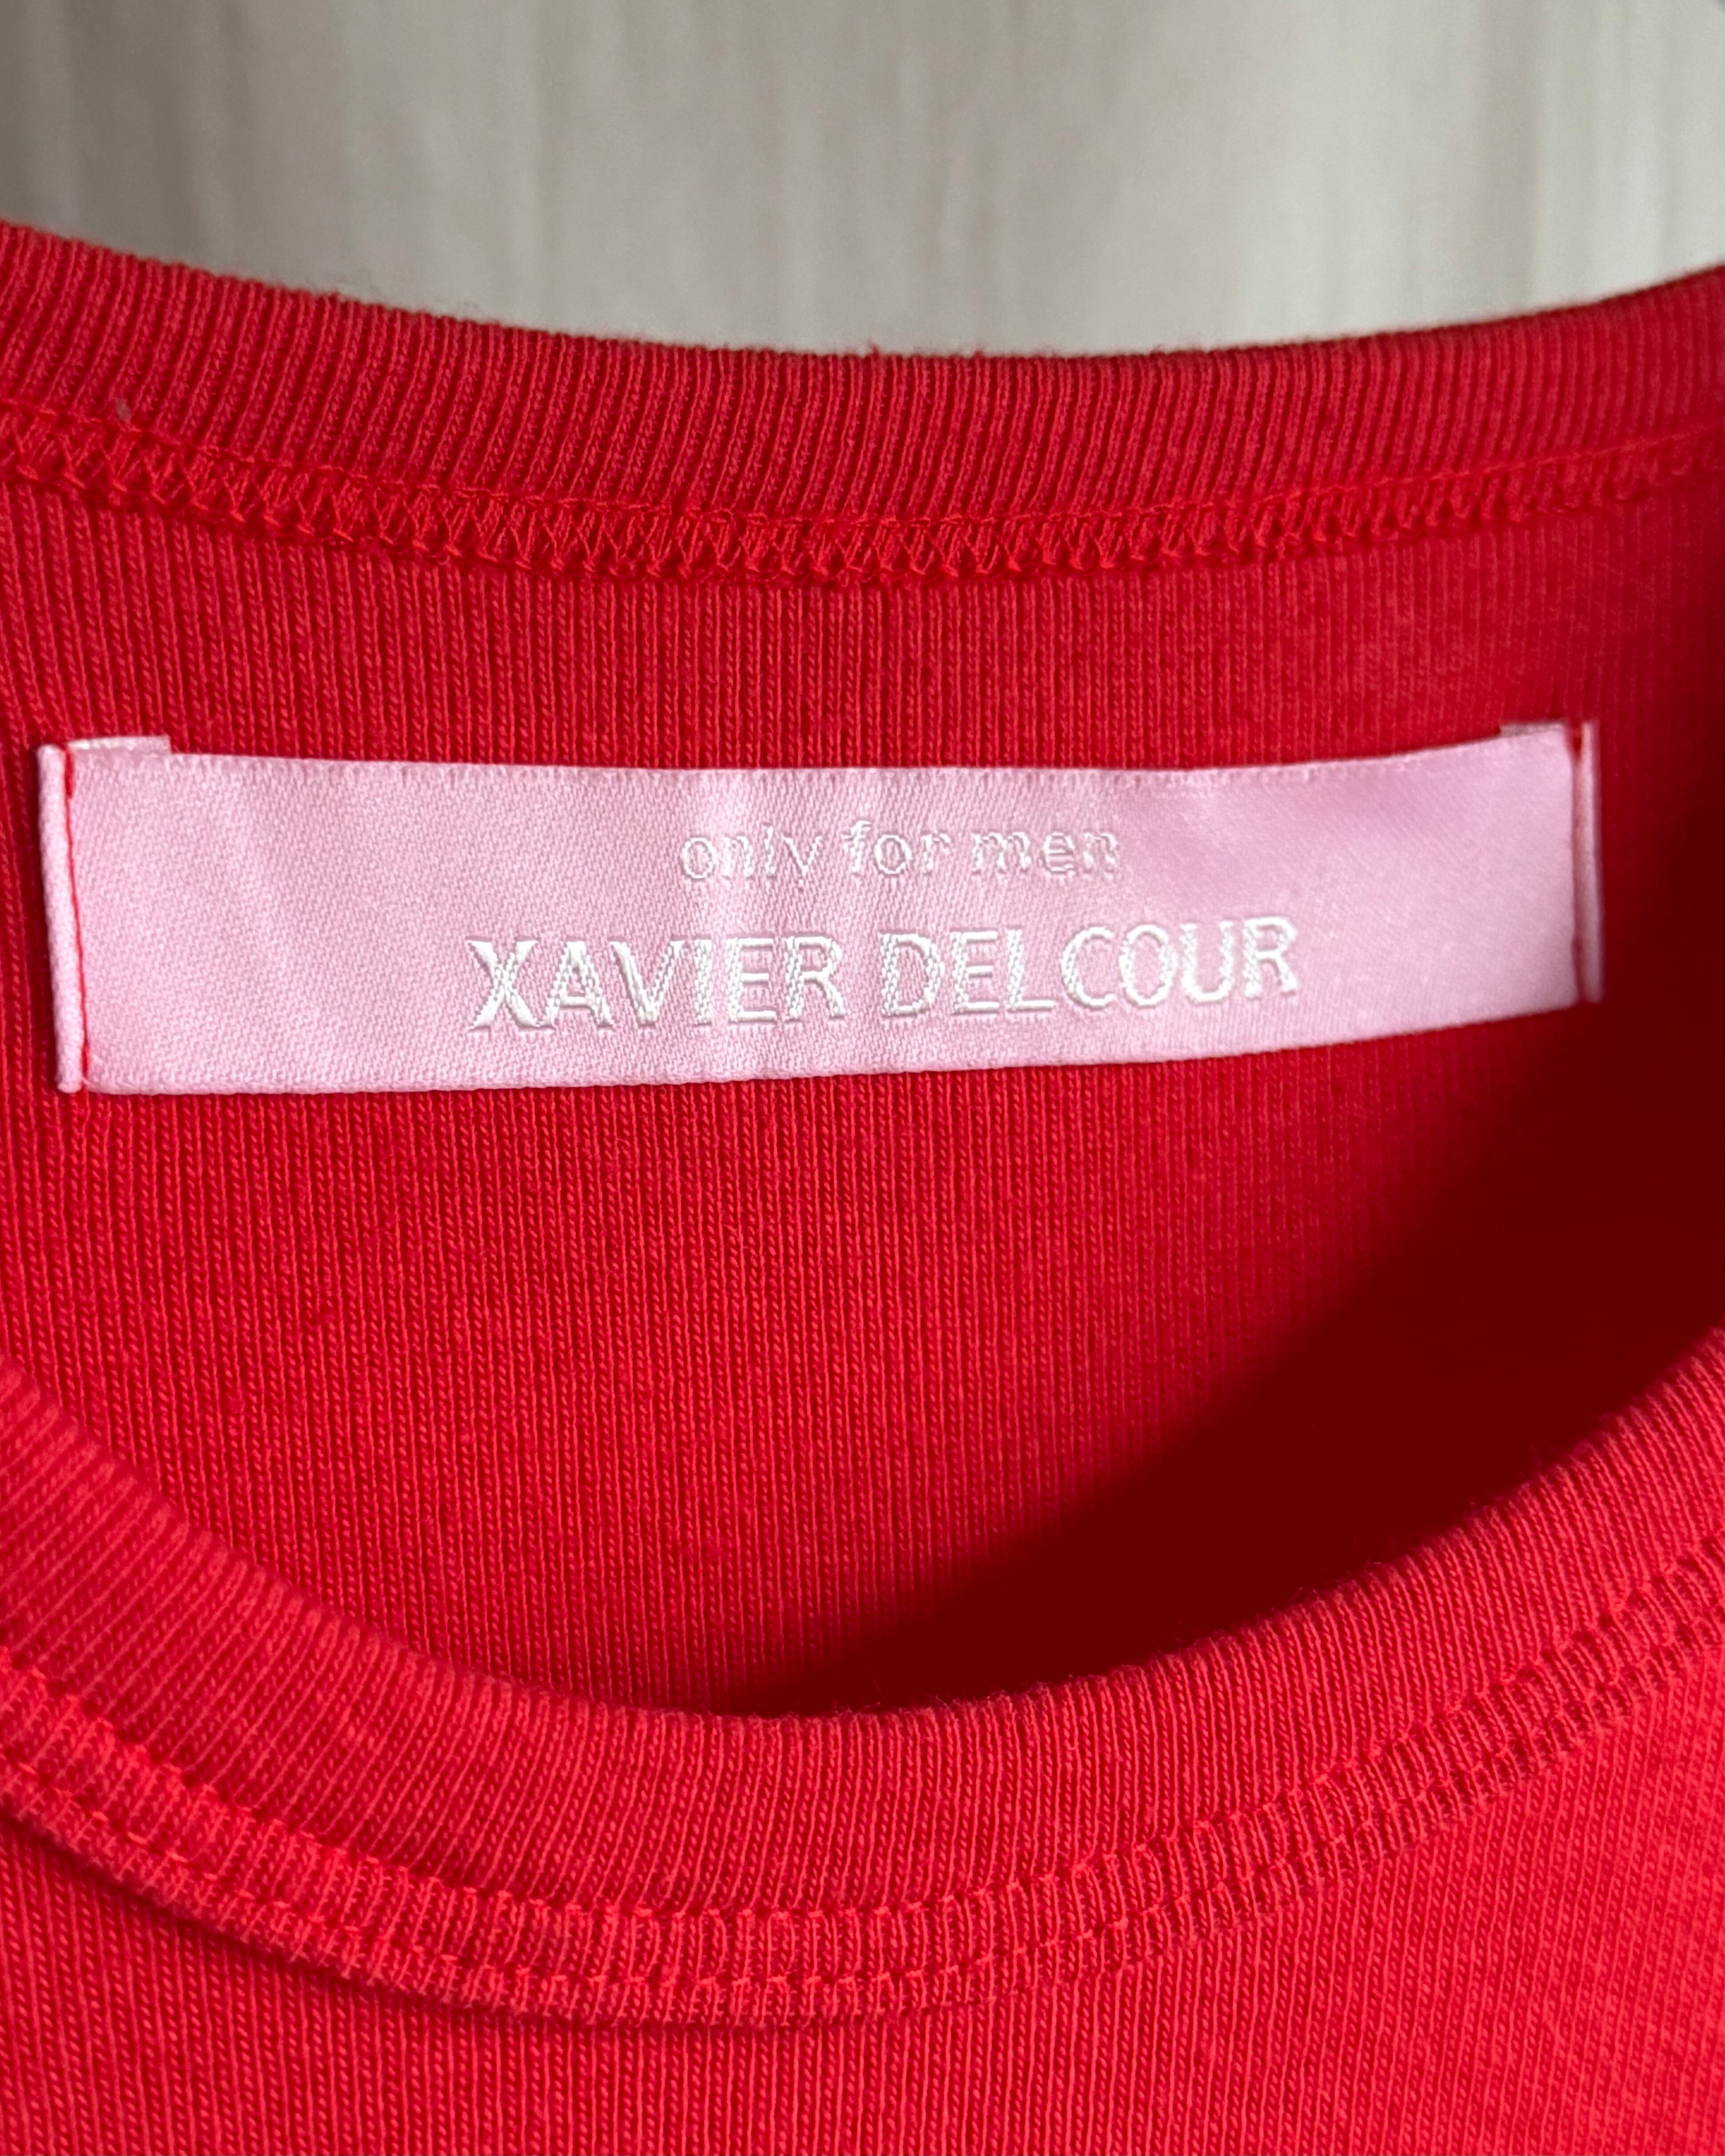 only for men
XAVIER DELCOUR